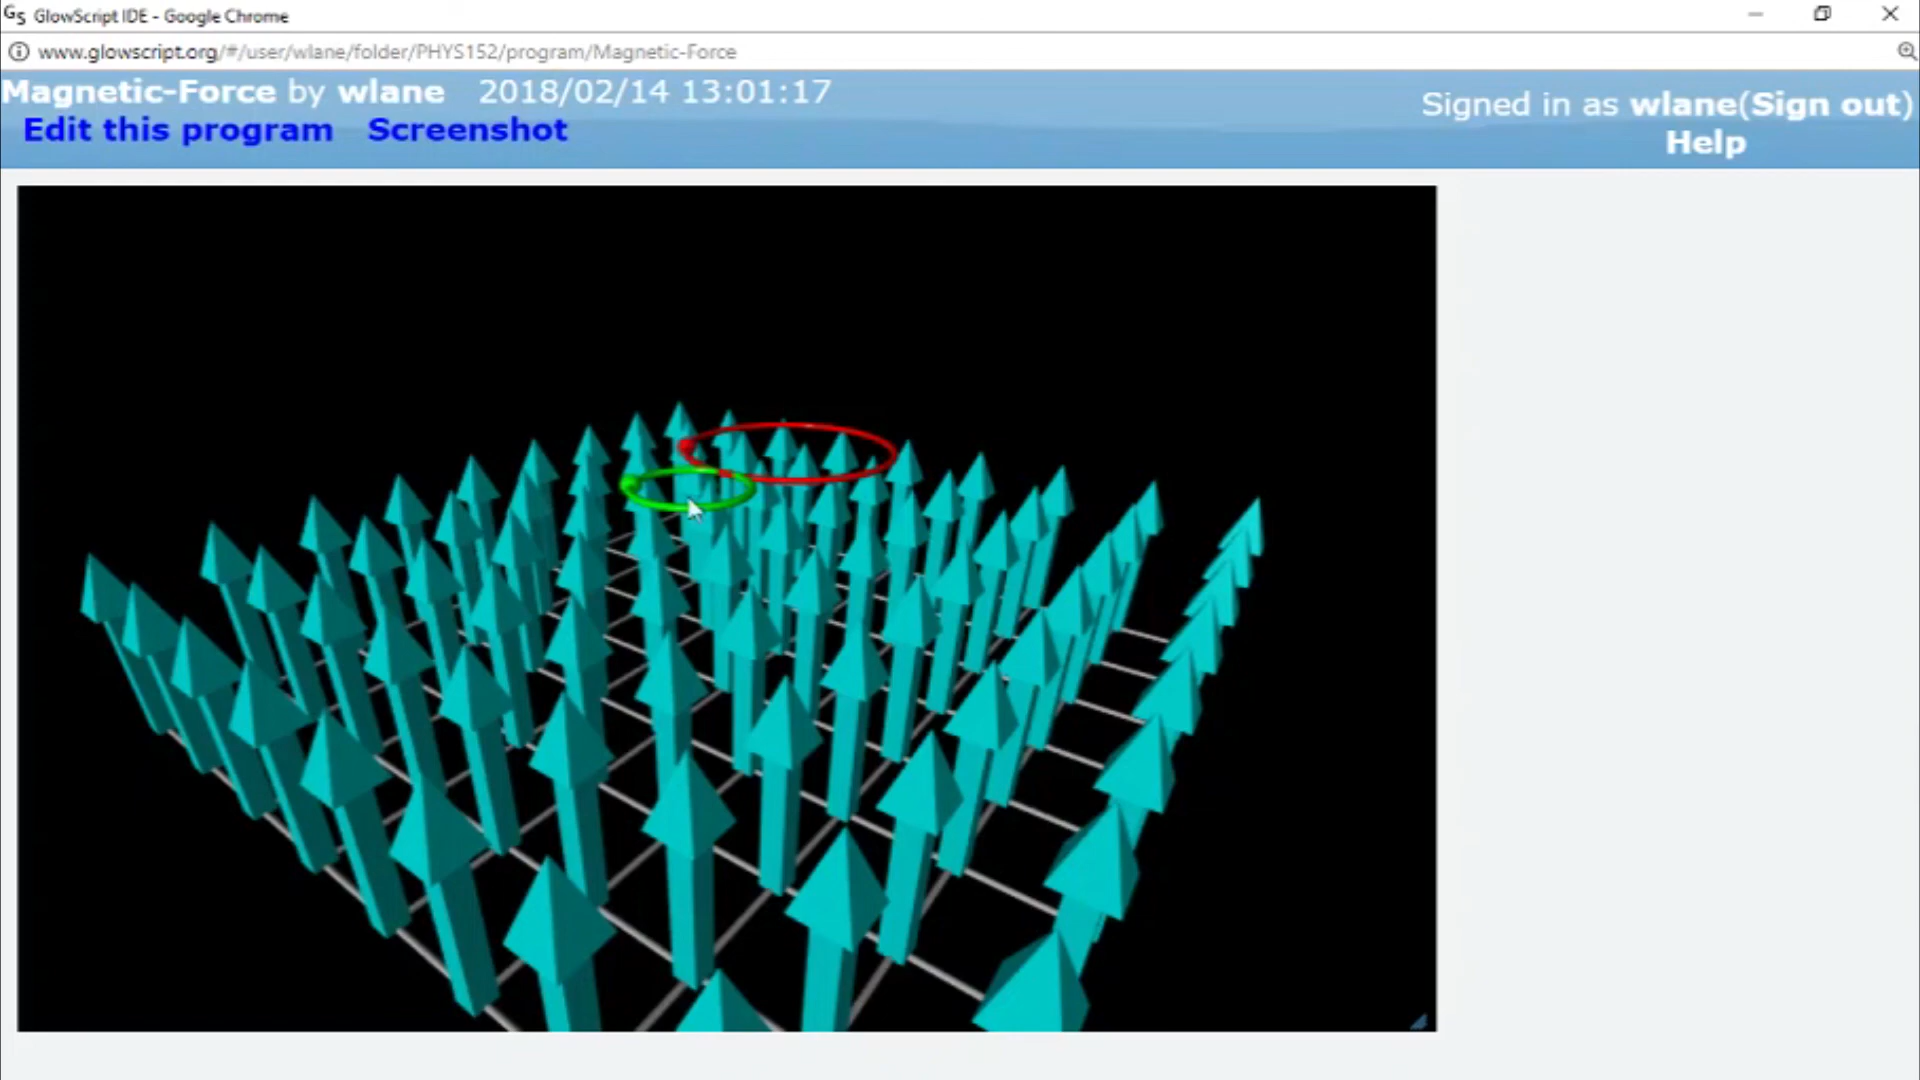 GS GlowScript IDE - Google Chrome
www.glowscript.org/#/user/wlane/folder/PHYS152/program/Magnetic-Force
Magnetic-Force by wlane 2018/02/14 13:01:17
Signed in as wlane(Sign out)
Edit this program Screenshot
Help